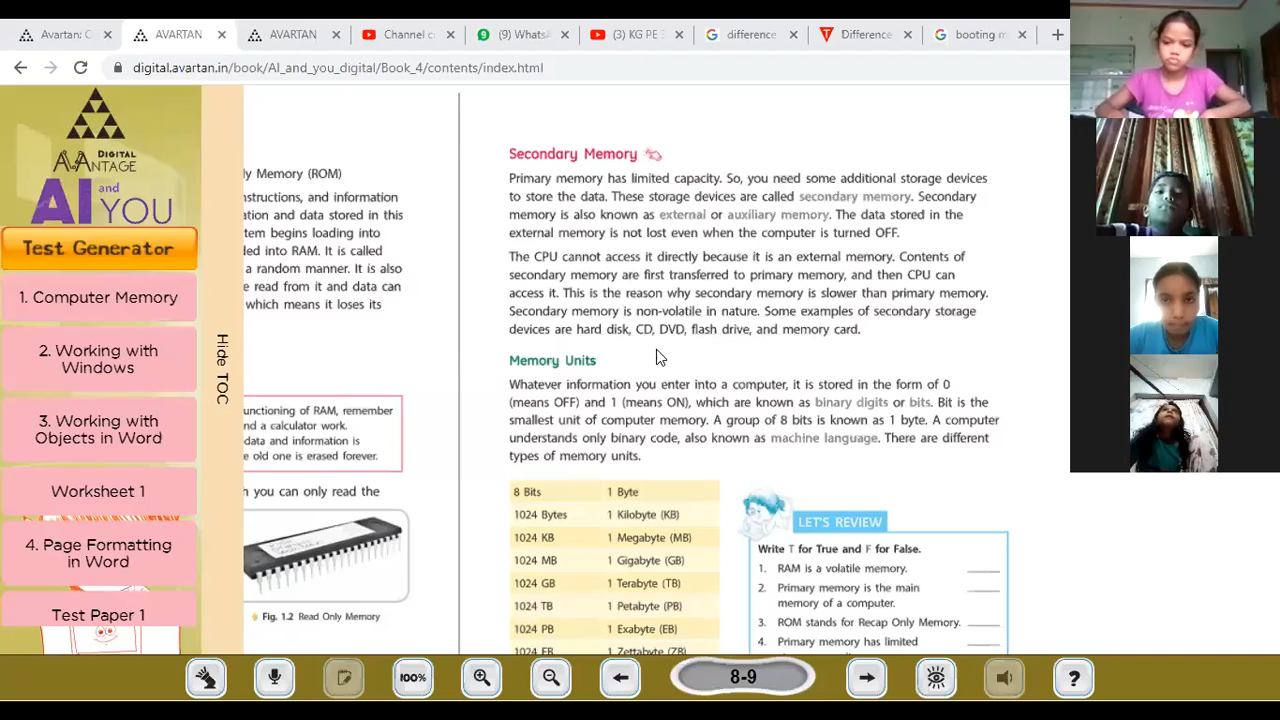 Avartan: C
AVARTAN
AVARTAN
Channel c
(9) WhatsA
(3) KG PE S
difference
Difference
booting m
digital.avartan.in/book/AI_and_you_digital/Book_4/contents/index.html
DIGITAL
AVANTAGE
AI and YOU
Test Generator
1. Computer Memory
2. Working with
Windows
3. Working with
Objects in Word
Worksheet 1
4. Page Formatting
in Word
Test Paper 1
Hide TOC
ly Memory (ROM)
nstructions, and information
ation and data stored in this
tem begins loading into
ded into RAM. It is called
a random manner. It is also
e read from it and data can
which means it loses its
unctioning of RAM, remember
nd a calculator work.
data and information is
e old one is erased forever.
h you can only read the
Fig. 1.2 Read Only Memory
Secondary Memory
Primary memory has limited capacity. So, you need some additional storage devices
to store the data. These storage devices are called secondary memory. Secondary
memory is also known as external or auxiliary memory. The data stored in the
external memory is not lost even when the computer is turned OFF.
The CPU cannot access it directly because it is an external memory. Contents of
secondary memory are first transferred to primary memory, and then CPU can
access it. This is the reason why secondary memory is slower than primary memory.
Secondary memory is non-volatile in nature. Some examples of secondary storage
devices are hard disk, CD, DVD, flash drive, and memory card.
Memory Units
Whatever information you enter into a computer, it is stored in the form of 0
(means OFF) and 1 (means ON), which are known as binary digits or bits. Bit is the
smallest unit of computer memory. A group of 8 bits is known as 1 byte. A computer
understands only binary code, also known as machine language. There are different
types of memory units.
8 Bits 1 Byte
1024 Bytes 1 Kilobyte (KB)
1024 KB 1 Megabyte (MB)
1024 MB 1 Gigabyte (GB)
1024 GB 1 Terabyte (TB)
1024 TB 1 Petabyte (PB)
1024 PB 1 Exabyte (EB)
1024 EB 1 Zettabyte (ZB)
LET'S REVIEW
Write T for True and F for False.
1. RAM is a volatile memory.
2. Primary memory is the main
memory of a computer.
3. ROM stands for Recap Only Memory.
4. Primary memory has limited
100%
8-9
?